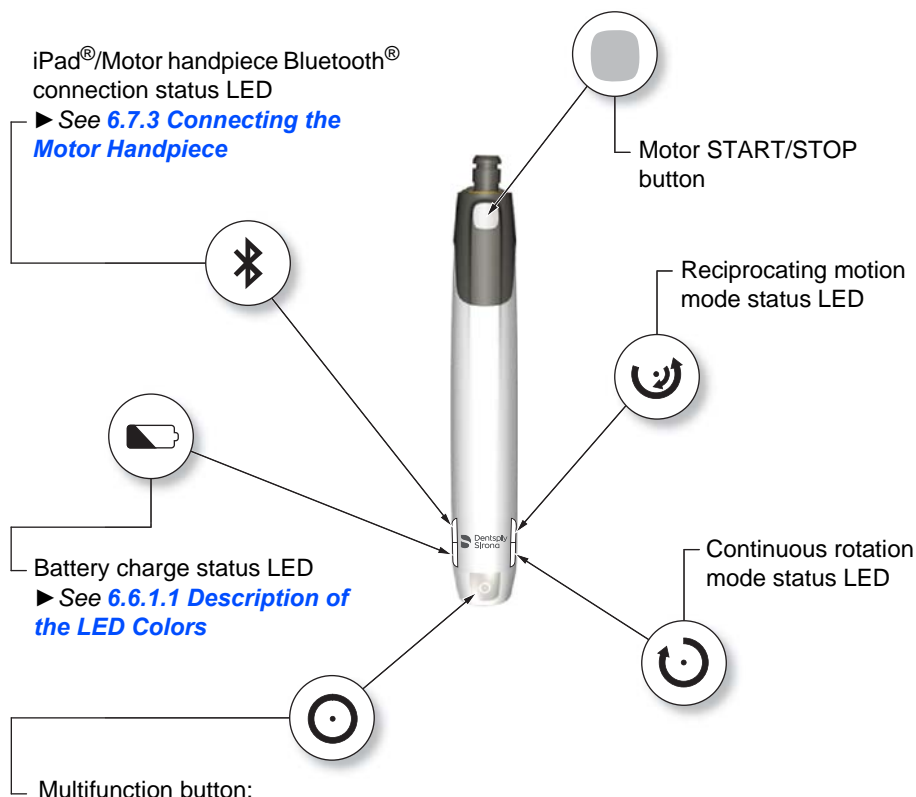 iPad®/Motor handpiece Bluetooth®
connection status LED
►See 6.7.3 Connecting the
Motor Handpiece
Motor START/STOP
button
Reciprocating motion
mode status LED
Dentsply
Sirona
Battery charge status LED
►See 6.6.1.1 Description of
the LED Colors
Continuous rotation
mode status LED
Multifunction button: